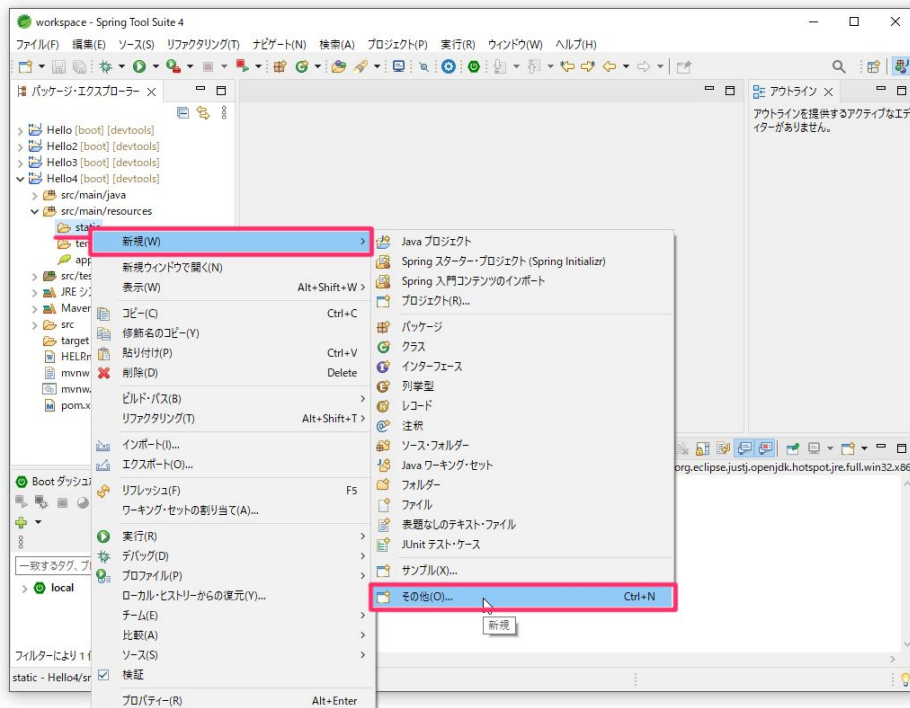 workspace - Spring Tool Suite 4
ファイル(F) 編集(E) ソース(S) リファクタリング(T) ナビゲート(N) 検索(A) プロジェクト(P) 実行(R) ウィンドウ(W) ヘルプ(H)
パッケージ・エクスプローラー
Hello [boot] [devtools]
Hello2 [boot] [devtools]
Hello3 [boot] [devtools]
Hello4 [boot] [devtools]
src/main/java
src/main/resources
static
JRE シ
Maven
src
target
mvnw
mvnw.
pom.x
Boot ダッシュ
local
static - Hello4/sr
新規(W)
新規ウィンドウで開く(N)
表示(W) Alt+Shift+W
コピー(C) Ctrl+C
修飾名のコピー(Y)
貼り付け(P) Ctrl+V
削除(D) Delete
ビルド・パス(B)
リファクタリング(T) Alt+Shift+T
インポート(I)...
エクスポート(O)...
リフレッシュ(F) F5
ワーキング・セットの割り当て(A)...
実行(R)
デバッグ(D)
プロファイル(P)
ローカル・ヒストリーからの復元(Y)...
チーム(E)
比較(A)
ソース(S)
検証
プロパティー(R) Alt+Enter
Java プロジェクト
Spring スターター・プロジェクト (Spring Initializr)
Spring 入門コンテンツのインポート
プロジェクト(R)...
パッケージ
クラス
インターフェース
列挙型
レコード
注釈
ソース・フォルダー
Java ワーキング・セット
フォルダー
ファイル
表題なしのテキスト・ファイル
JUnit テスト・ケース
サンプル(X)...
その他(O)... Ctrl+N
新規
アウトライン
アウトラインを提供するアクティブなエデ
ィターがありません。
org.eclipse.justj.openjdk.hotspot.jre.full.win32.x86